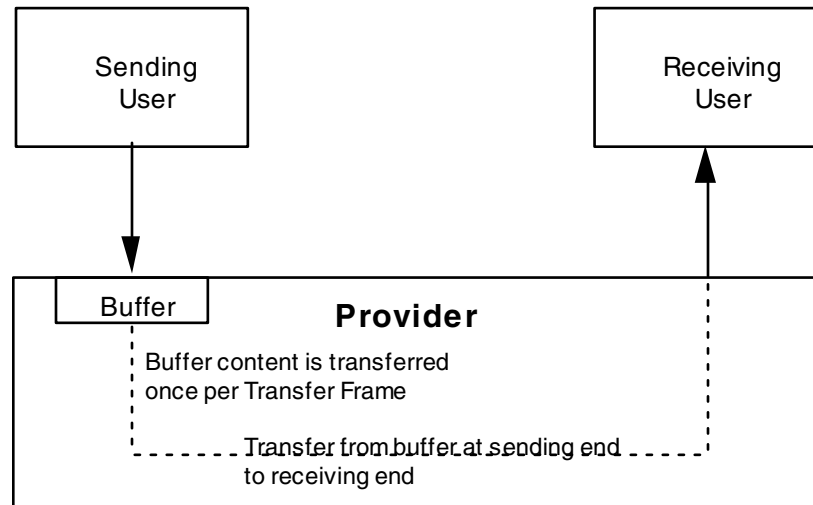 Sending
User
Receiving
User
Buffer
Provider
Buffer content is transferred
once per Transfer Frame
Transfer from buffer at sending end
to receiving end